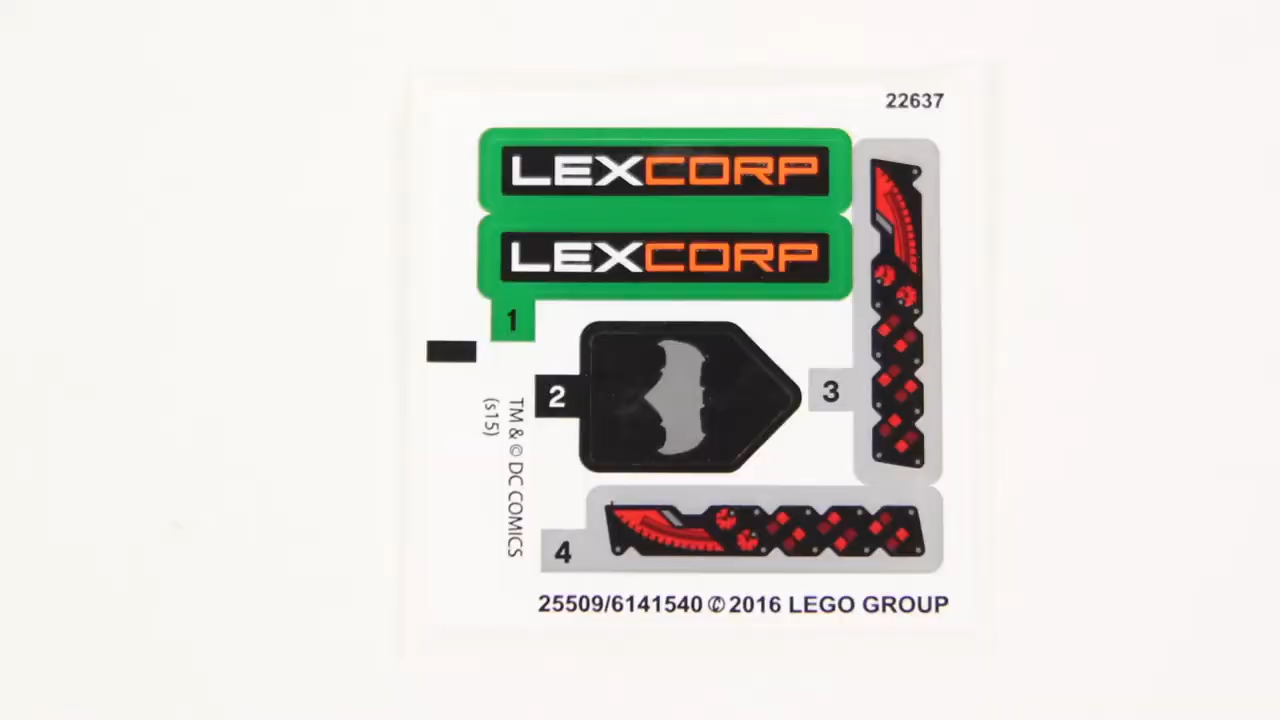 22637
LEXCORP
LEXCORP
1
2
3
TM & © DC COMICS
(s15)
4
25509/6141540 © 2016 LEGO GROUP